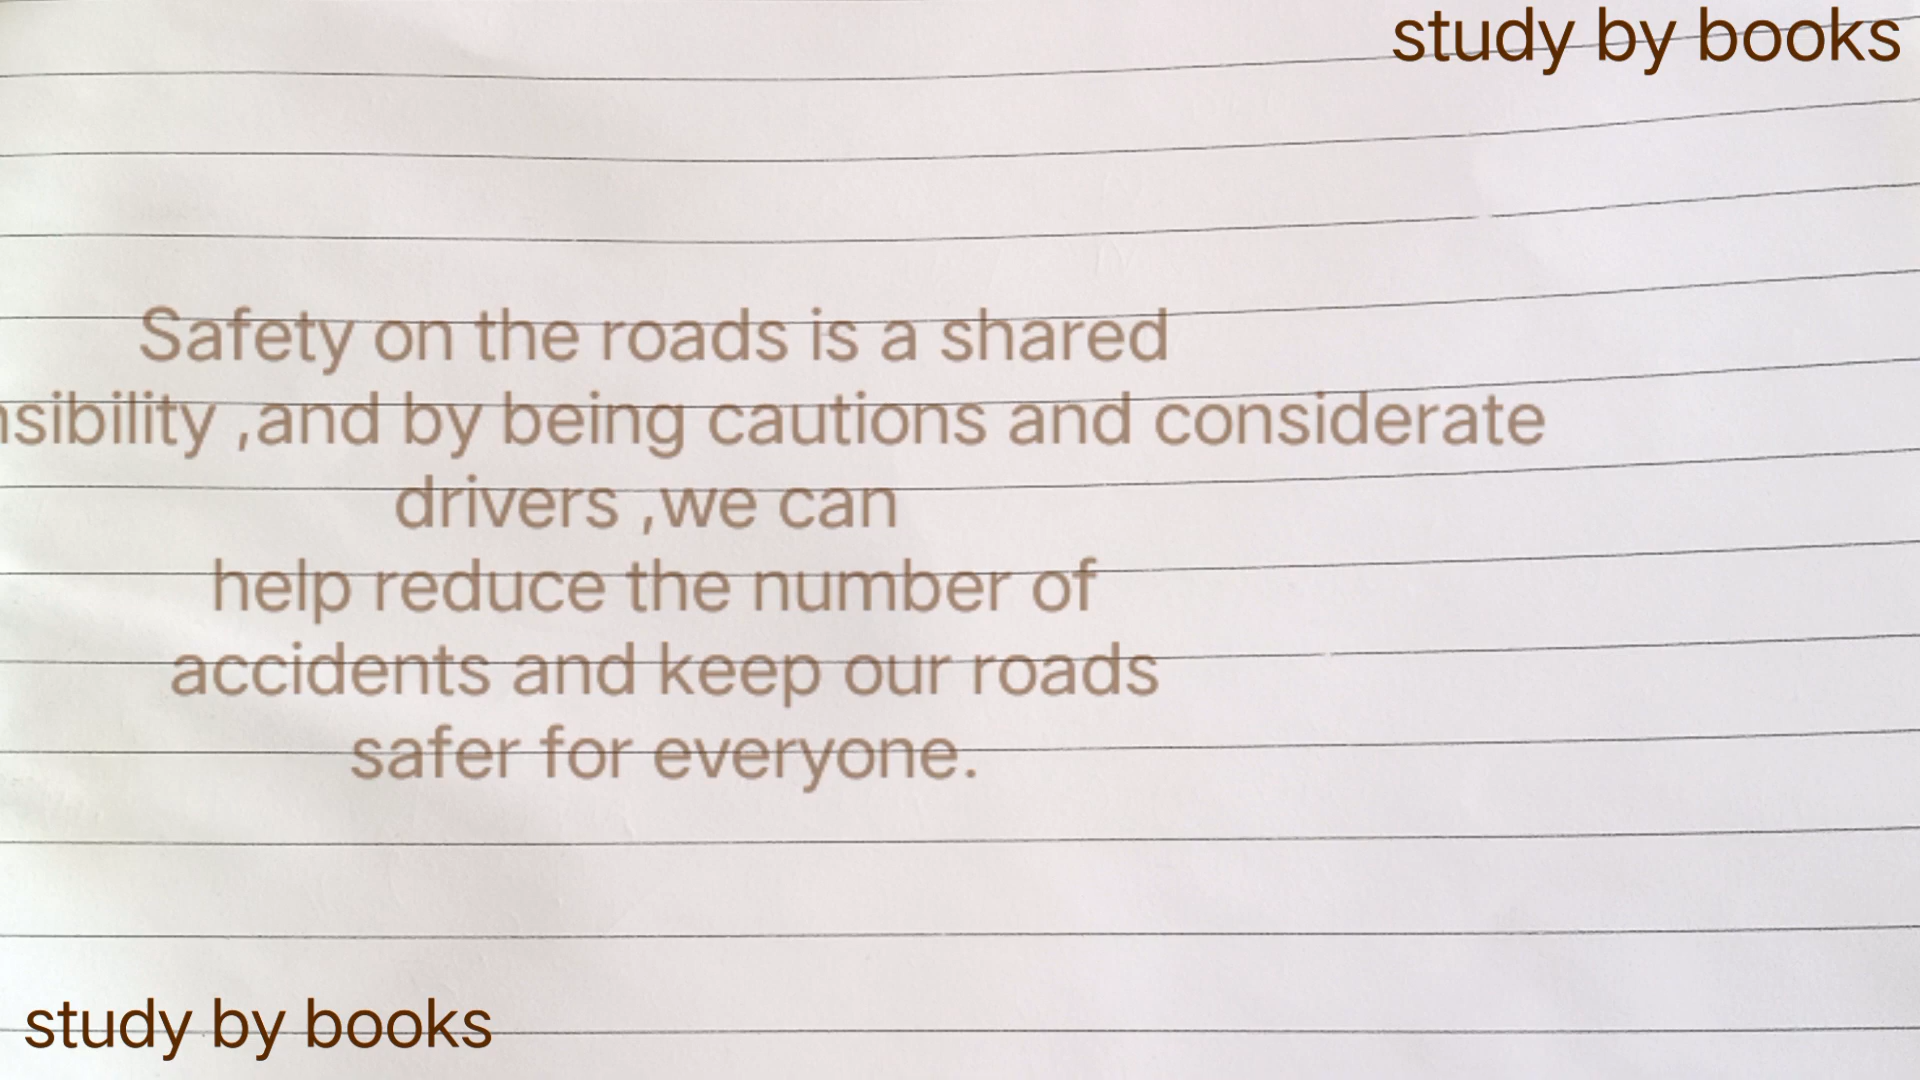 study by books
Safety on the roads is a shared
nsibility ,and by being cautions and considerate
drivers ,we can
help reduce the number of
accidents and keep our roads
safer for everyone.
study by books